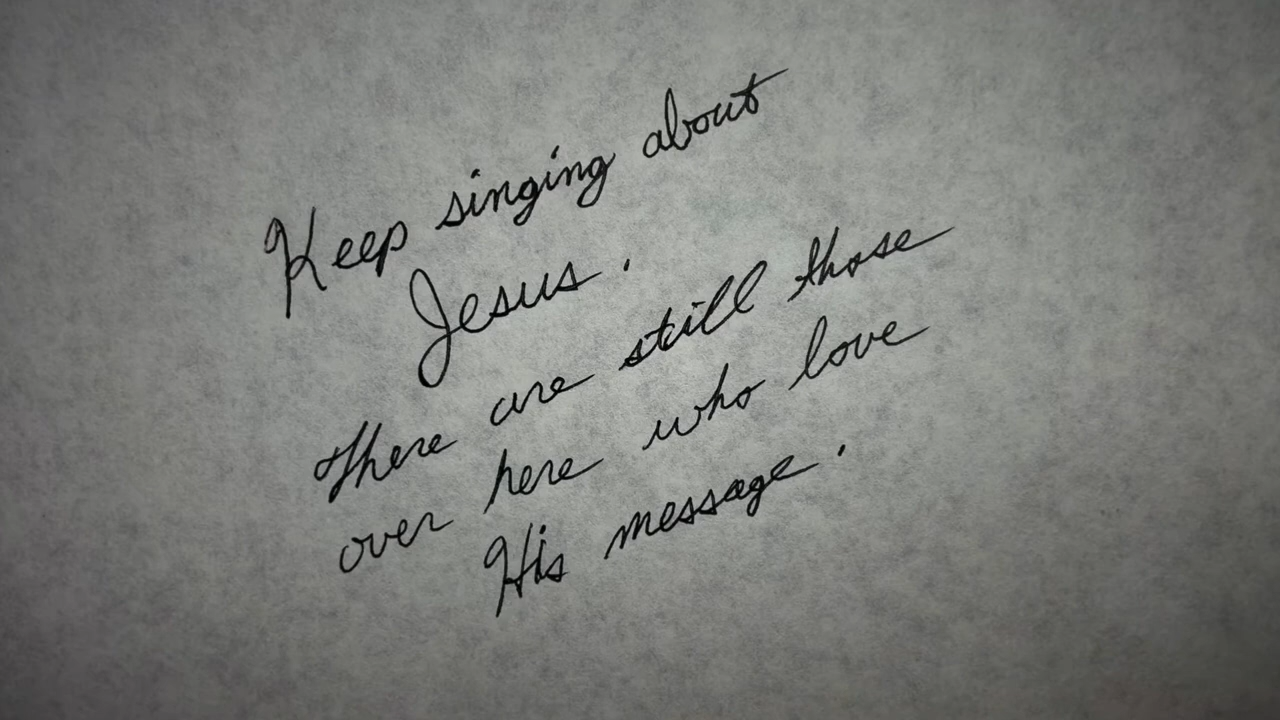 Keep singing about
Jesus.
There are still those
over here who love
His message.